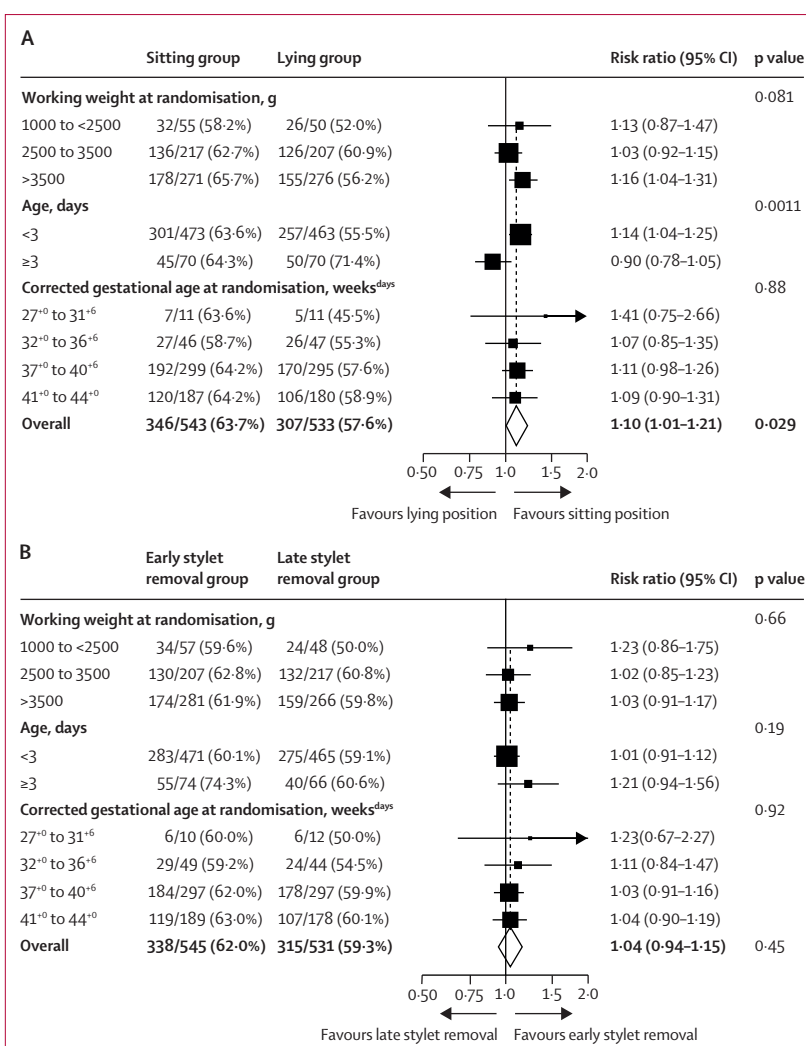 A
Sitting group Lying group Risk ratio (95% CI) p value
Working weight at randomisation, g 0·081
1000 to <2500 32/55 (58·2%) 26/50 (52·0%) 1·13 (0·87–1·47)
2500 to 3500 136/217 (62·7%) 126/207 (60·9%) 1·03 (0·92–1·15)
>3500 178/271 (65·7%) 155/276 (56·2%) 1·16 (1·04–1·31)
Age, days 0·0011
<3 301/473 (63·6%) 257/463 (55·5%) 1·14 (1·04–1·25)
≥3 45/70 (64·3%) 50/70 (71·4%) 0·90 (0·78–1·05)
Corrected gestational age at randomisation, weeks^days 0·88
27⁺⁰ to 31⁺⁶ 7/11 (63·6%) 5/11 (45·5%) 1·41 (0·75–2·66)
32⁺⁰ to 36⁺⁶ 27/46 (58·7%) 26/47 (55·3%) 1·07 (0·85–1·35)
37⁺⁰ to 40⁺⁶ 192/299 (64·2%) 170/295 (57·6%) 1·11 (0·98–1·26)
41⁺⁰ to 44⁺⁰ 120/187 (64·2%) 106/180 (58·9%) 1·09 (0·90–1·31)
Overall 346/543 (63·7%) 307/533 (57·6%) 1·10 (1·01–1·21) 0·029
0·50 0·75 1·0 1·5 2·0
Favours lying position Favours sitting position
B
Early stylet Late stylet
removal group removal group Risk ratio (95% CI) p value
Working weight at randomisation, g 0·66
1000 to <2500 34/57 (59·6%) 24/48 (50·0%) 1·23 (0·86–1·75)
2500 to 3500 130/207 (62·8%) 132/217 (60·8%) 1·02 (0·85–1·23)
>3500 174/281 (61·9%) 159/266 (59·8%) 1·03 (0·91–1·17)
Age, days 0·19
<3 283/471 (60·1%) 275/465 (59·1%) 1·01 (0·91–1·12)
≥3 55/74 (74·3%) 40/66 (60·6%) 1·21 (0·94–1·56)
Corrected gestational age at randomisation, weeks^days 0·92
27⁺⁰ to 31⁺⁶ 6/10 (60·0%) 6/12 (50·0%) 1·23(0·67–2·27)
32⁺⁰ to 36⁺⁶ 29/49 (59·2%) 24/44 (54·5%) 1·11 (0·84–1·47)
37⁺⁰ to 40⁺⁶ 184/297 (62·0%) 178/297 (59·9%) 1·03 (0·91–1·16)
41⁺⁰ to 44⁺⁰ 119/189 (63·0%) 107/178 (60·1%) 1·04 (0·90–1·19)
Overall 338/545 (62·0%) 315/531 (59·3%) 1·04 (0·94–1·15) 0·45
0·50 0·75 1·0 1·5 2·0
Favours late stylet removal Favours early stylet removal